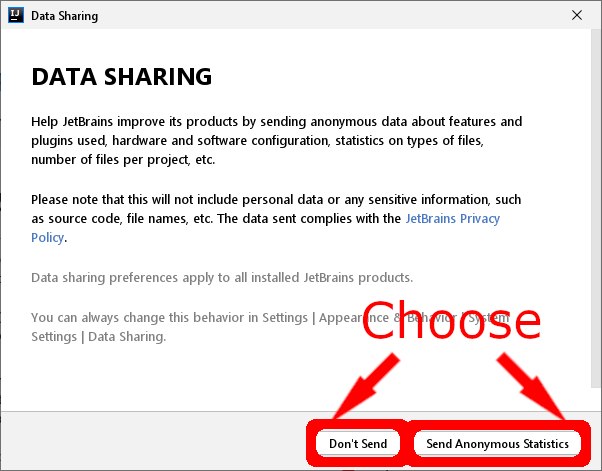 IJ Data Sharing
DATA SHARING
Help JetBrains improve its products by sending anonymous data about features and
plugins used, hardware and software configuration, statistics on types of files,
number of files per project, etc.
Please note that this will not include personal data or any sensitive information, such
as source code, file names, etc. The data sent complies with the JetBrains Privacy
Policy.
Data sharing preferences apply to all installed JetBrains products.
You can always change this behavior in Settings | Appearance & Behavior | System
Settings | Data Sharing.
Choose
Don't Send Send Anonymous Statistics